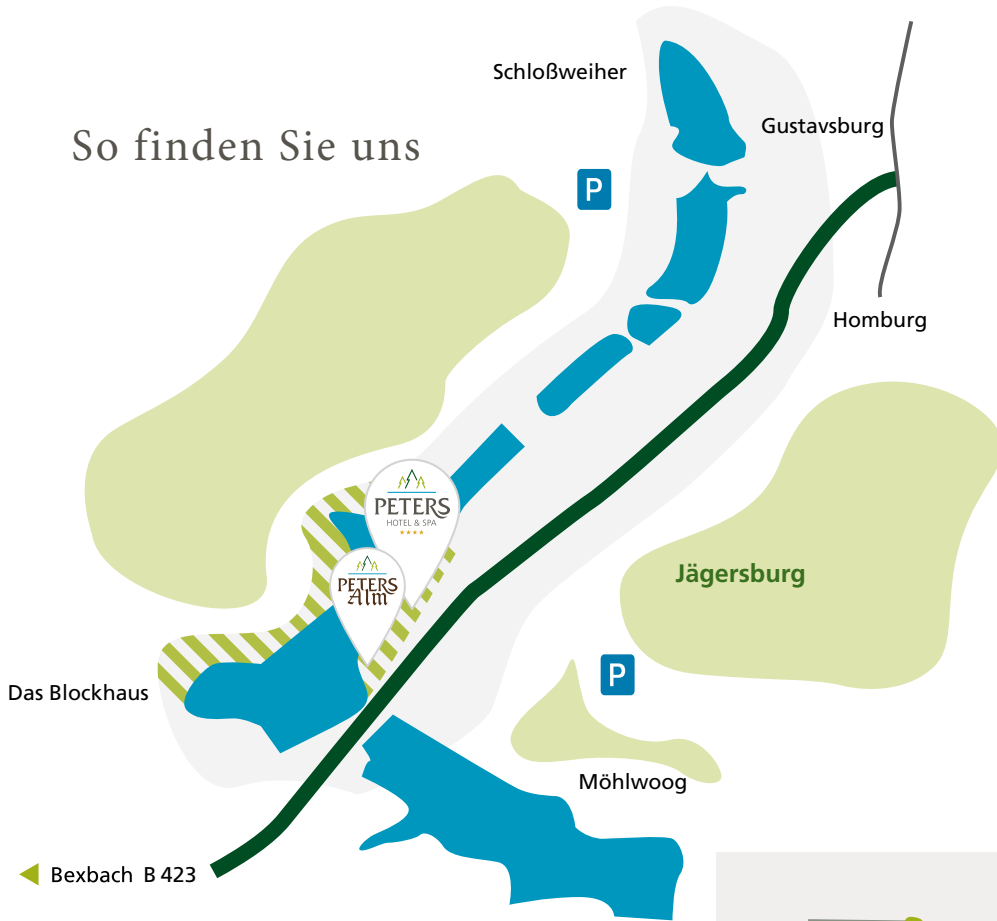 So finden Sie uns
Schloßweiher
Gustavsburg
P
Homburg
PETERS
HOTEL & SPA
PETERS
Alm
Jägersburg
P
Das Blockhaus
Möhlwoog
Bexbach B 423